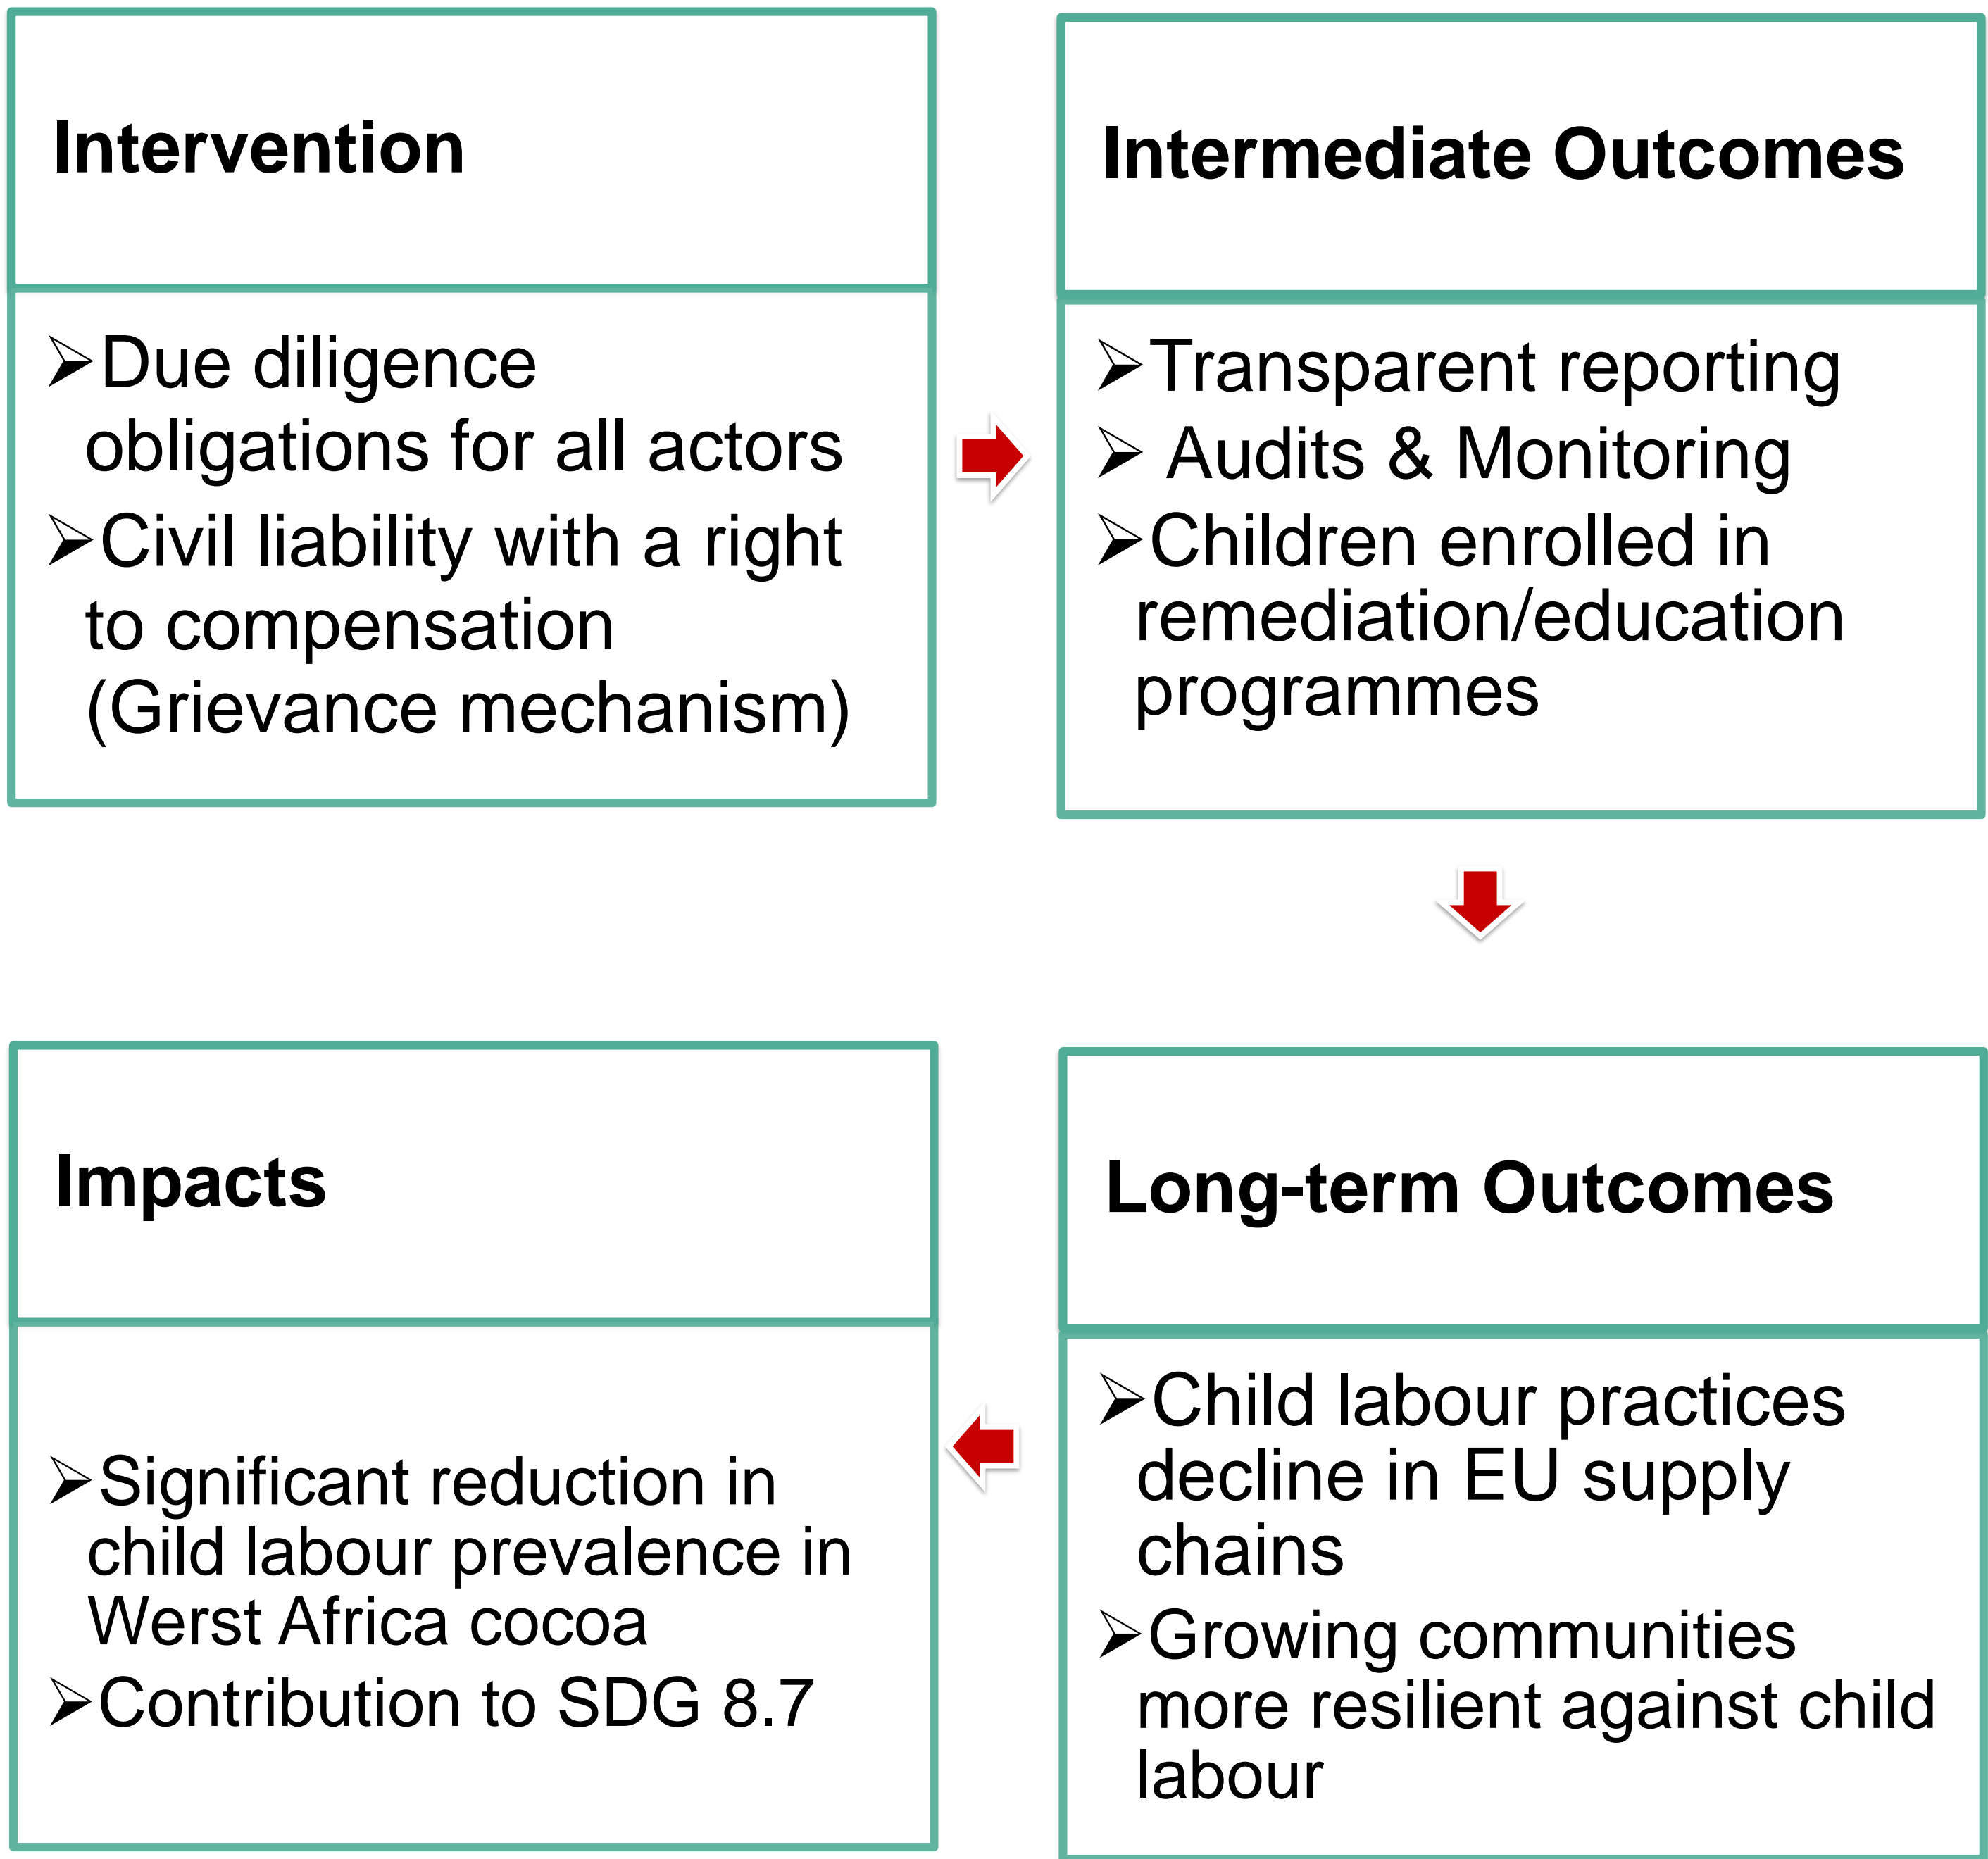 Intervention
➢Due diligence
obligations for all actors
➢Civil liability with a right
to compensation
(Grievance mechanism)
Intermediate Outcomes
➢Transparent reporting
➢ Audits & Monitoring
➢Children enrolled in
remediation/education
programmes
Long-term Outcomes
➢Child labour practices
decline in EU supply
chains
➢Growing communities
more resilient against child
labour
Impacts
➢Significant reduction in
child labour prevalence in
Werst Africa cocoa
➢Contribution to SDG 8.7